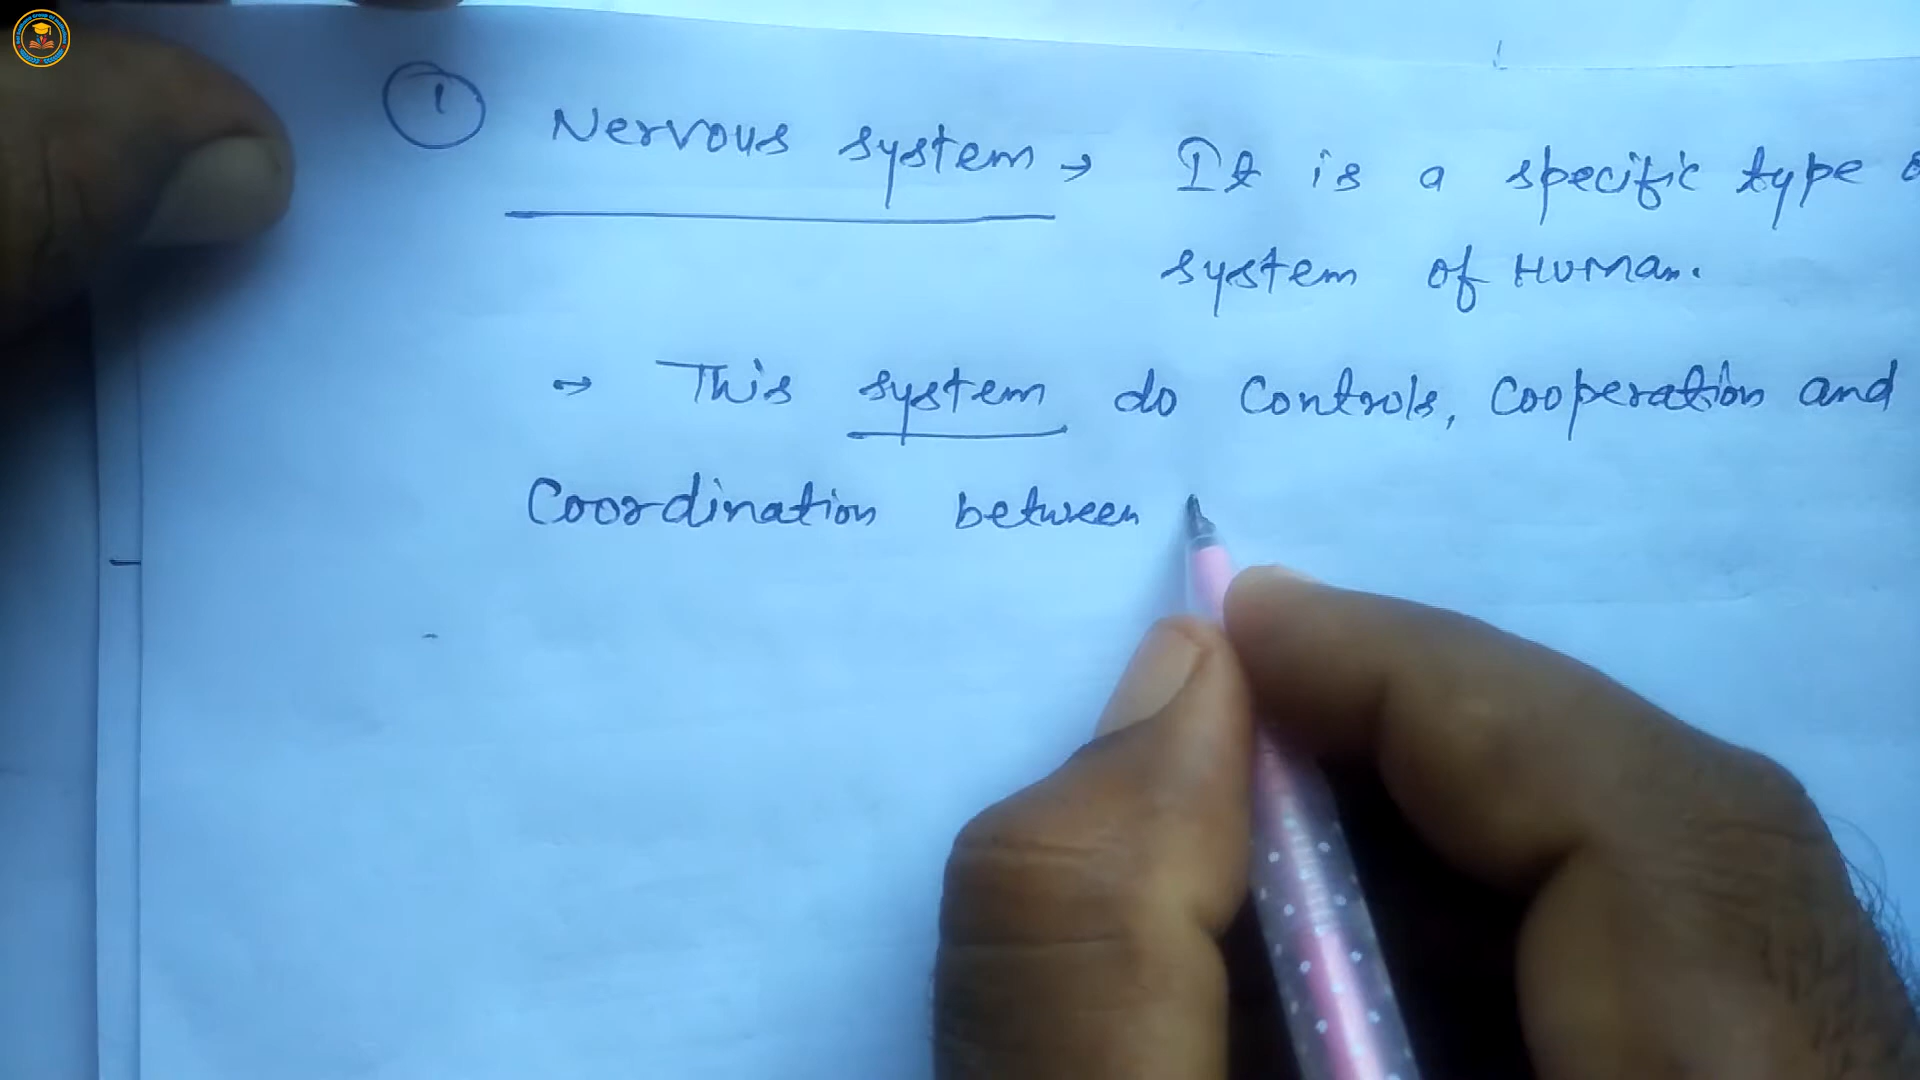 1 Nervous system → It is a specific type
system of Human.
→ This system do controls, cooperation and
Coordination between